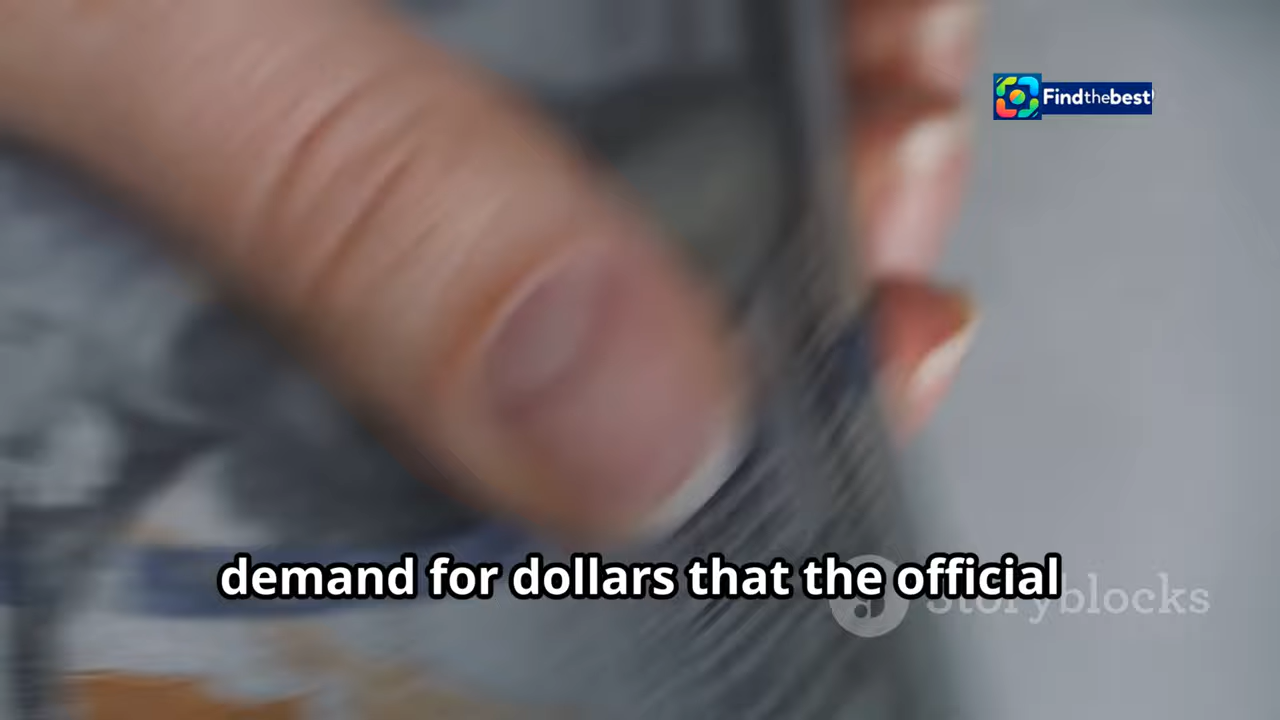 Findthebest
demand for dollars that the official
Storyblocks